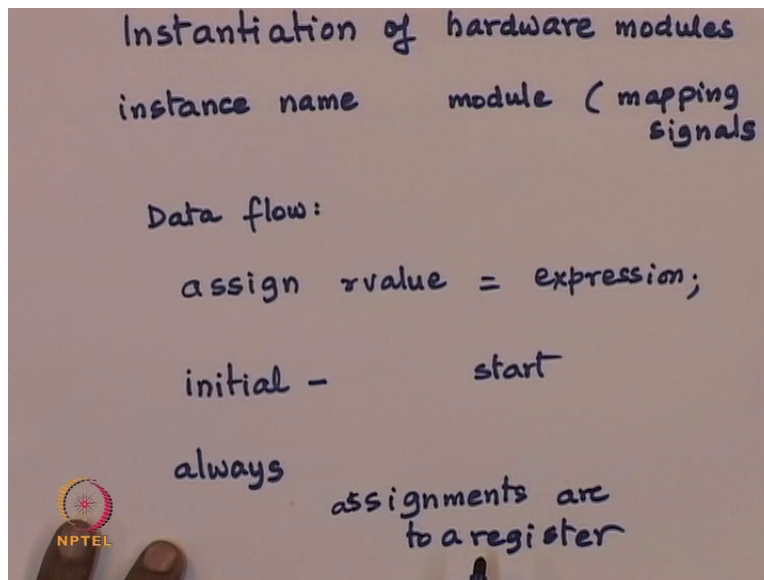 Instantiation of hardware modules
instance name module ( mapping
signals
Data flow:
assign rvalue = expression;
initial - start
always
assignments are
to a register
NPTEL